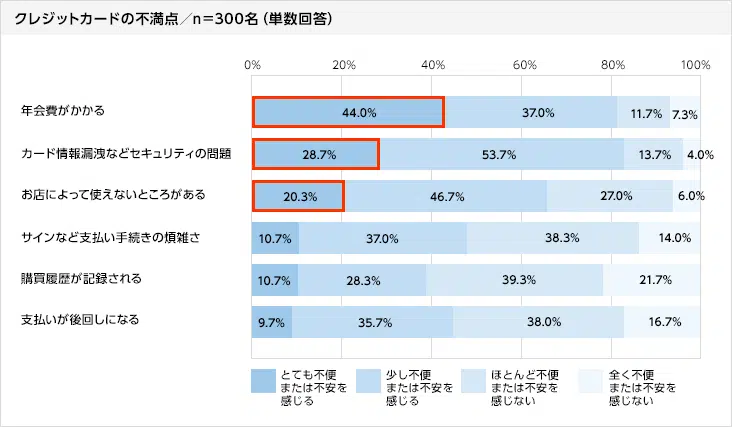 クレジットカードの不満点／n＝300名（単数回答）
0% 20% 40% 60% 80% 100%
年会費がかかる 44.0% 37.0% 11.7% 7.3%
カード情報漏洩などセキュリティの問題 28.7% 53.7% 13.7% 4.0%
お店によって使えないところがある 20.3% 46.7% 27.0% 6.0%
サインなど支払い手続きの煩雑さ 10.7% 37.0% 38.3% 14.0%
購買履歴が記録される 10.7% 28.3% 39.3% 21.7%
支払いが後回しになる 9.7% 35.7% 38.0% 16.7%
とても不便
または不安を
感じる
少し不便
または不安を
感じる
ほとんど不便
または不安を
感じない
全く不便
または不安を
感じない